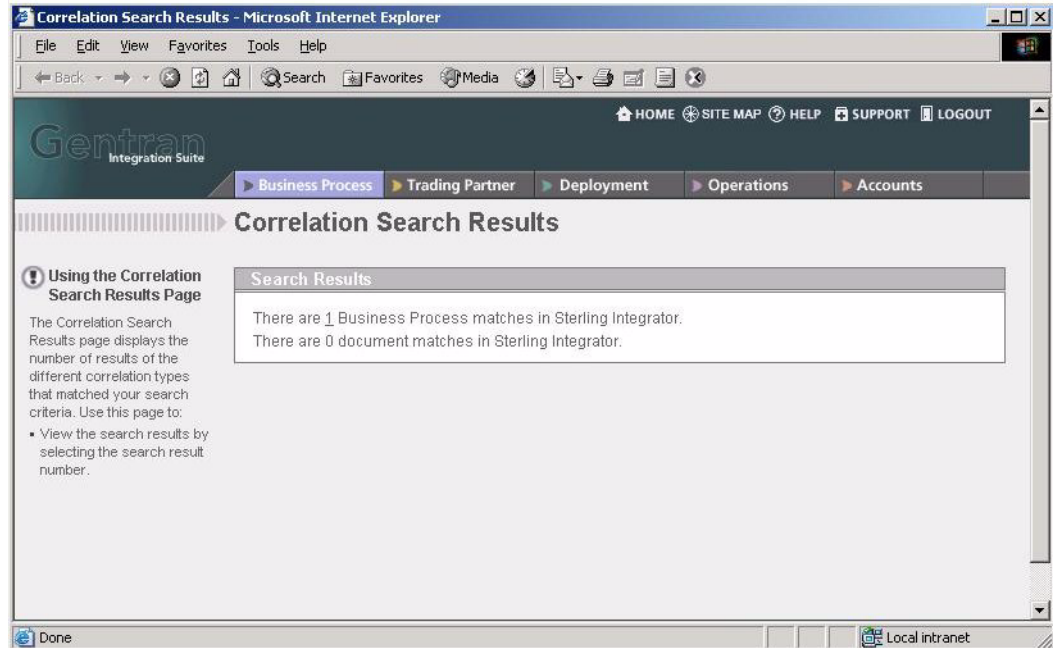 Correlation Search Results - Microsoft Internet Explorer
File Edit View Favorites Tools Help
Back Search Favorites Media
HOME SITE MAP HELP SUPPORT LOGOUT
Gentran
Integration Suite
Business Process Trading Partner Deployment Operations Accounts
Correlation Search Results
Using the Correlation
Search Results Page
The Correlation Search
Results page displays the
number of results of the
different correlation types
that matched your search
criteria. Use this page to:
• View the search results by
selecting the search result
number.
Search Results
There are 1 Business Process matches in Sterling Integrator.
There are 0 document matches in Sterling Integrator.
Done
Local intranet